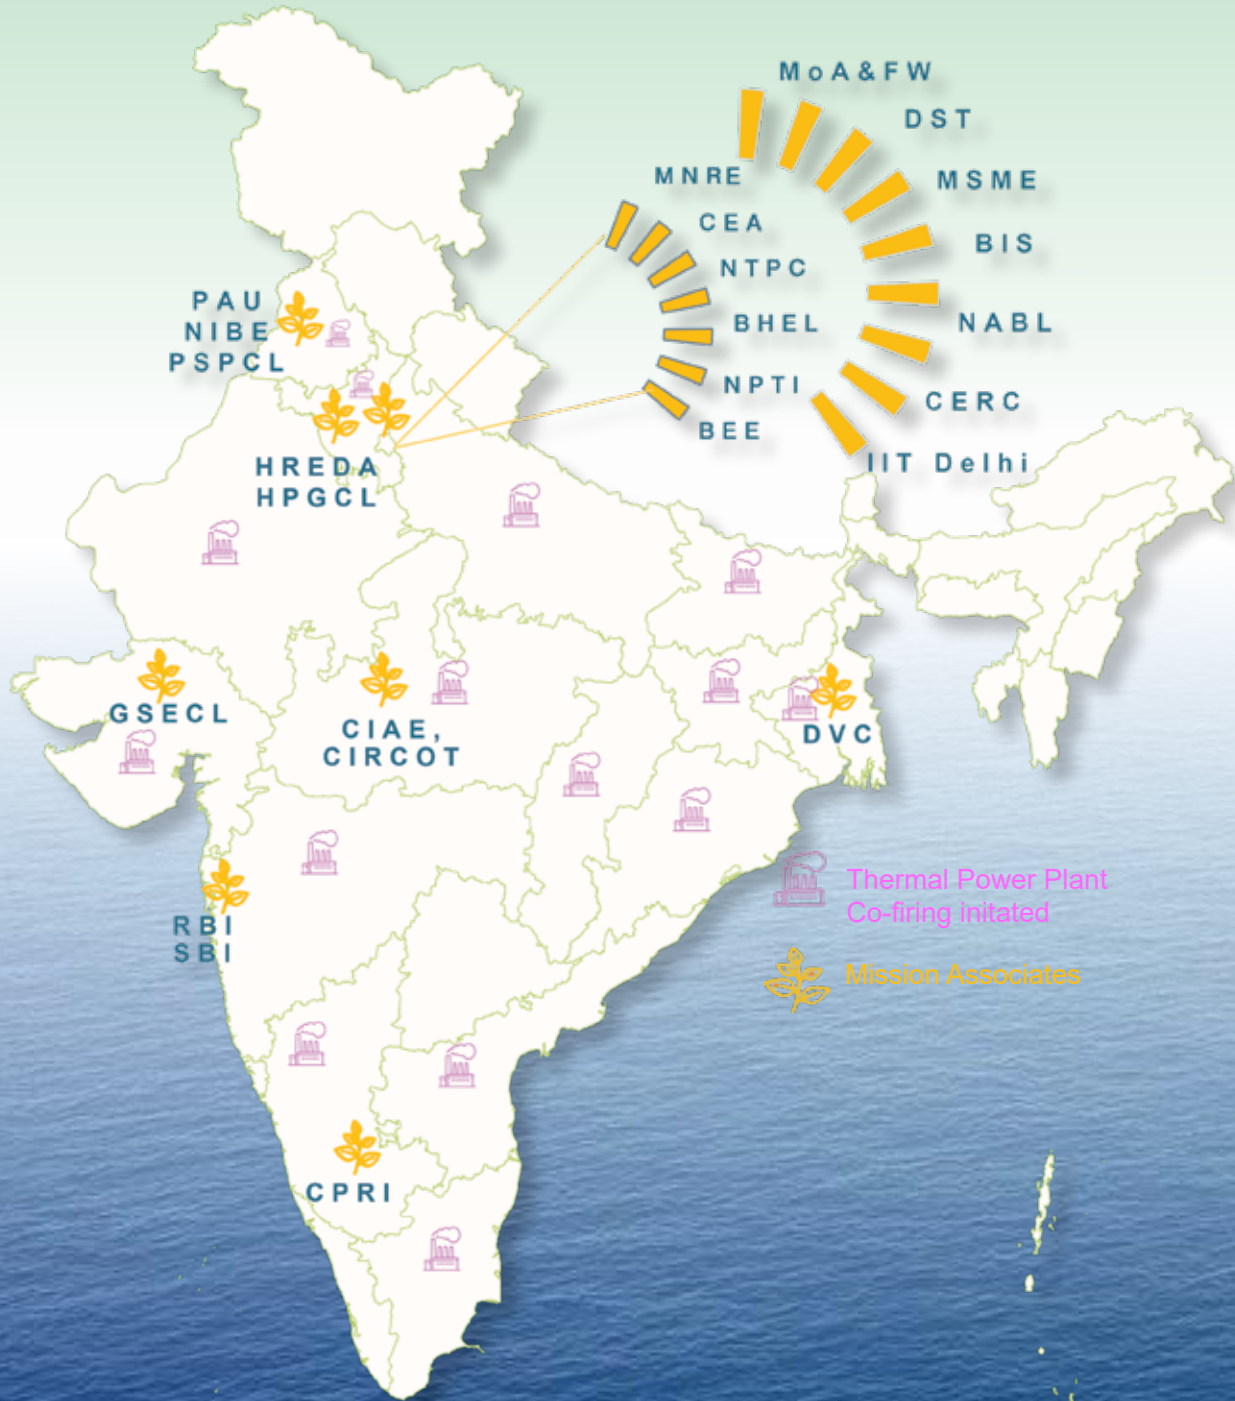 MoA&FW
DST
MNRE
MSME
CEA
BIS
NTPC
PAU
NIBE
PSPCL
BHEL
NABL
NPTI
CERC
BEE
HREDA
HPGCL
IIT Delhi
GSECL
CIAE,
CIRCOT
DVC
Thermal Power Plant
Co-firing initated
RBI
SBI
Mission Associates
CPRI